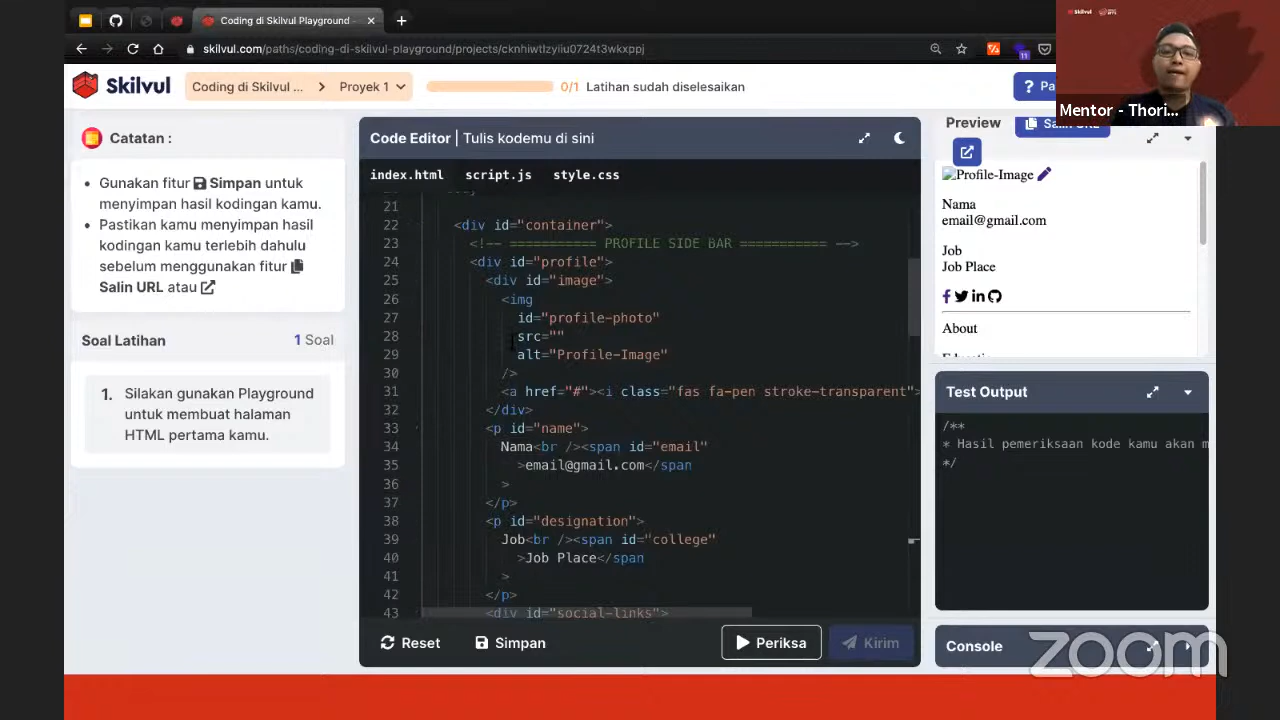 Coding di Skilvul Playground -
skilvul.com/paths/coding-di-skilvul-playground/projects/cknhiwtlzyiiu0724t3wkxppj
11
Skilvul
Mentor - Thori...
Skilvul
Coding di Skilvul ...
Proyek 1
0/1 Latihan sudah diselesaikan
? Pa
Catatan :
Gunakan fitur Simpan untuk
menyimpan hasil kodingan kamu.
Pastikan kamu menyimpan hasil
kodingan kamu terlebih dahulu
sebelum menggunakan fitur
Salin URL atau
Soal Latihan
1 Soal
1. Silakan gunakan Playground
untuk membuat halaman
HTML pertama kamu.
Code Editor | Tulis kodemu di sini
index.html script.js style.css
21
22 <div id="container">
23 <!-- =========== PROFILE SIDE BAR =========== -->
24 <div id="profile">
25 <div id="image">
26 <img
27 id="profile-photo"
28 src=""
29 alt="Profile-Image"
30 />
31 <a href="#"><i class="fas fa-pen stroke-transparent">
32 </div>
33 <p id="name">
34 Nama<br /><span id="email"
35 >email@gmail.com</span
36 >
37 </p>
38 <p id="designation">
39 Job<br /><span id="college"
40 >Job Place</span
41 >
42 </p>
43 <div id="social-links">
Reset
Simpan
Periksa
Kirim
Preview
Salin URL
Profile-Image
Nama
email@gmail.com
Job
Job Place
About
Test Output
/**
* Hasil pemeriksaan kode kamu akan m
*/
Console
zoom